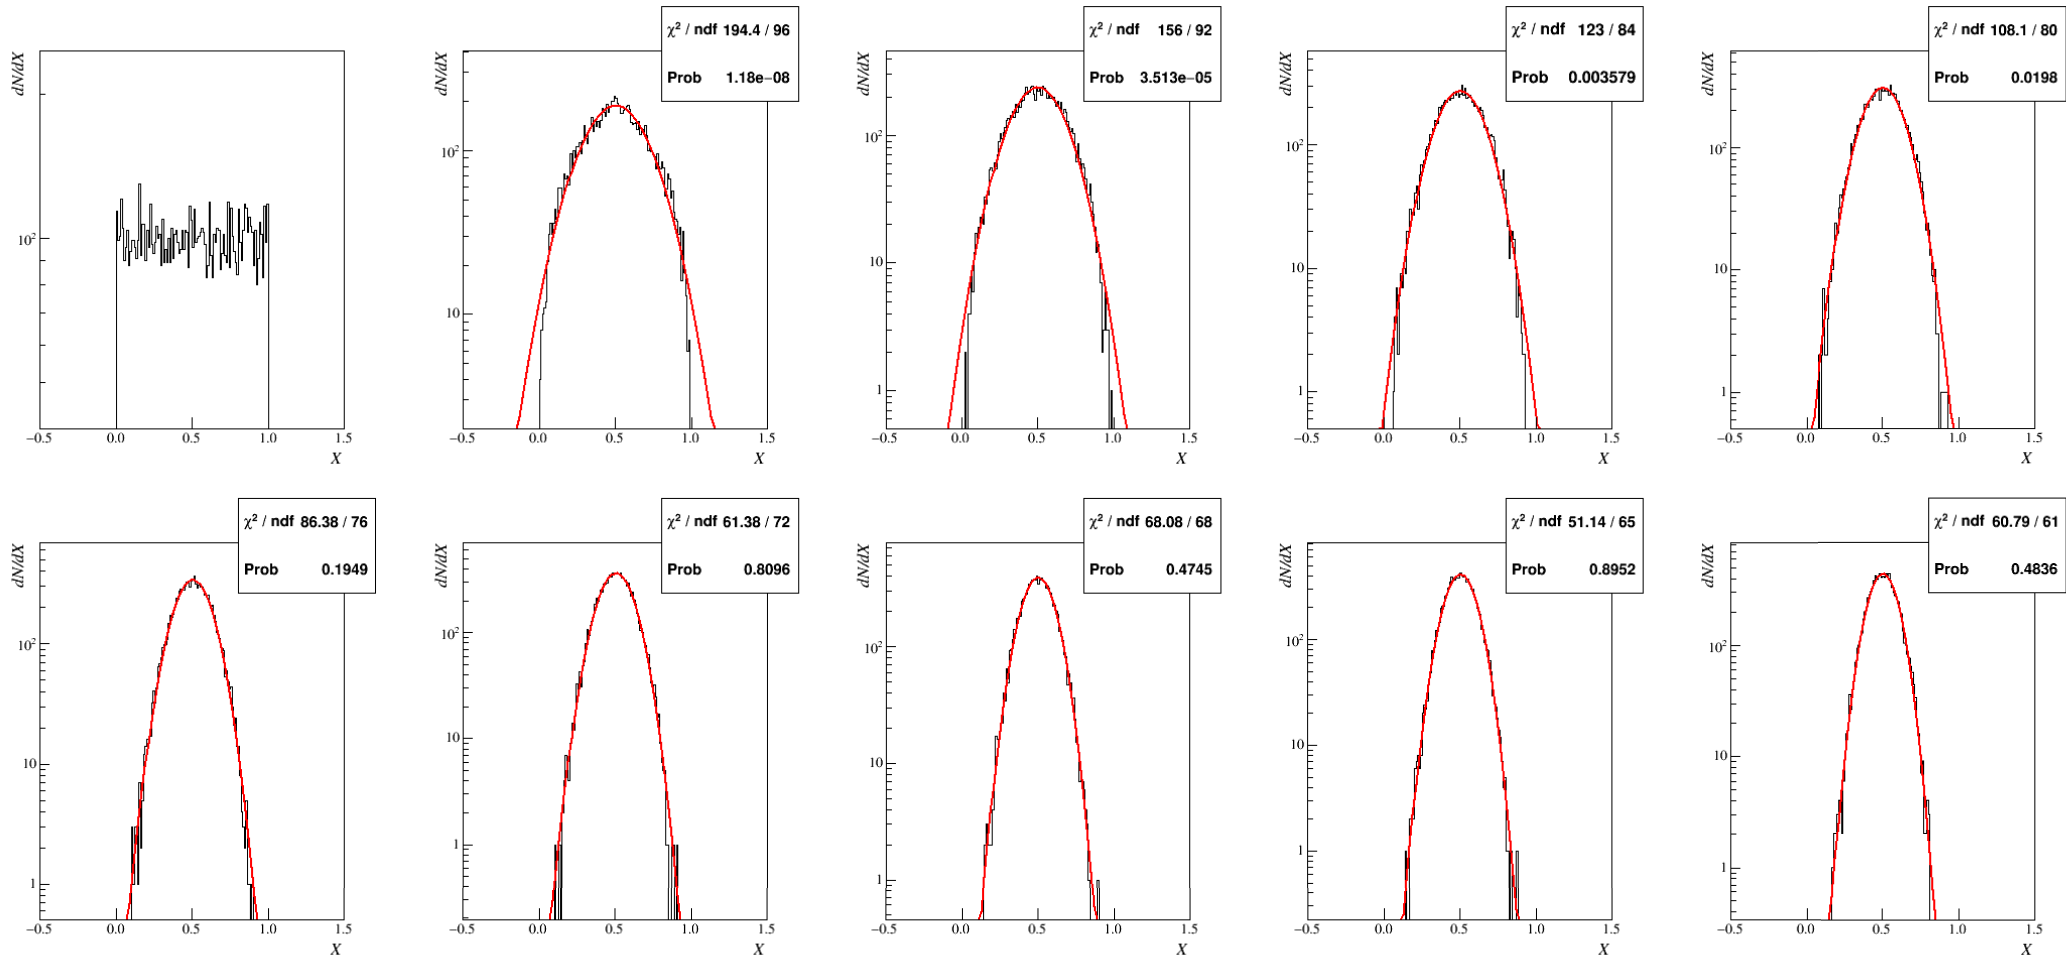 χ² / ndf 194.4 / 96
Prob 1.18e−08
χ² / ndf 156 / 92
Prob 3.513e−05
χ² / ndf 123 / 84
Prob 0.003579
χ² / ndf 108.1 / 80
Prob 0.0198
dN/dX
10²
−0.5 0.0 0.5 1.0 1.5
X
dN/dX
10²
10
−0.5 0.0 0.5 1.0 1.5
X
dN/dX
10²
10
1
−0.5 0.0 0.5 1.0 1.5
X
dN/dX
10²
10
1
−0.5 0.0 0.5 1.0 1.5
X
dN/dX
10²
10
1
−0.5 0.0 0.5 1.0 1.5
X
χ² / ndf 86.38 / 76
Prob 0.1949
χ² / ndf 61.38 / 72
Prob 0.8096
χ² / ndf 68.08 / 68
Prob 0.4745
χ² / ndf 51.14 / 65
Prob 0.8952
χ² / ndf 60.79 / 61
Prob 0.4836
dN/dX
10²
10
1
−0.5 0.0 0.5 1.0 1.5
X
dN/dX
10²
10
1
−0.5 0.0 0.5 1.0 1.5
X
dN/dX
10²
10
1
−0.5 0.0 0.5 1.0 1.5
X
dN/dX
10²
10
1
−0.5 0.0 0.5 1.0 1.5
X
dN/dX
10²
10
1
−0.5 0.0 0.5 1.0 1.5
X